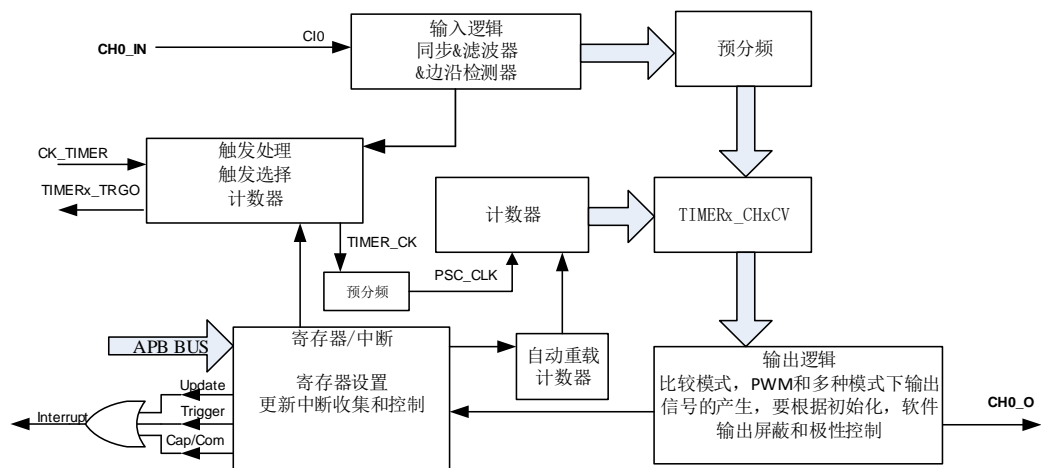 CH0_IN
CI0
输入逻辑
同步&滤波器
&边沿检测器
预分频
CK_TIMER
TIMERx_TRGO
触发处理
触发选择
计数器
计数器
TIMERx_CHxCV
TIMER_CK
预分频
PSC_CLK
APB BUS
寄存器/中断
寄存器设置
更新中断收集和控制
自动重载
计数器
输出逻辑
比较模式，PWM和多种模式下输出
信号的产生，要根据初始化，软件
输出屏蔽和极性控制
CH0_O
Update
Trigger
Cap/Com
Interrupt